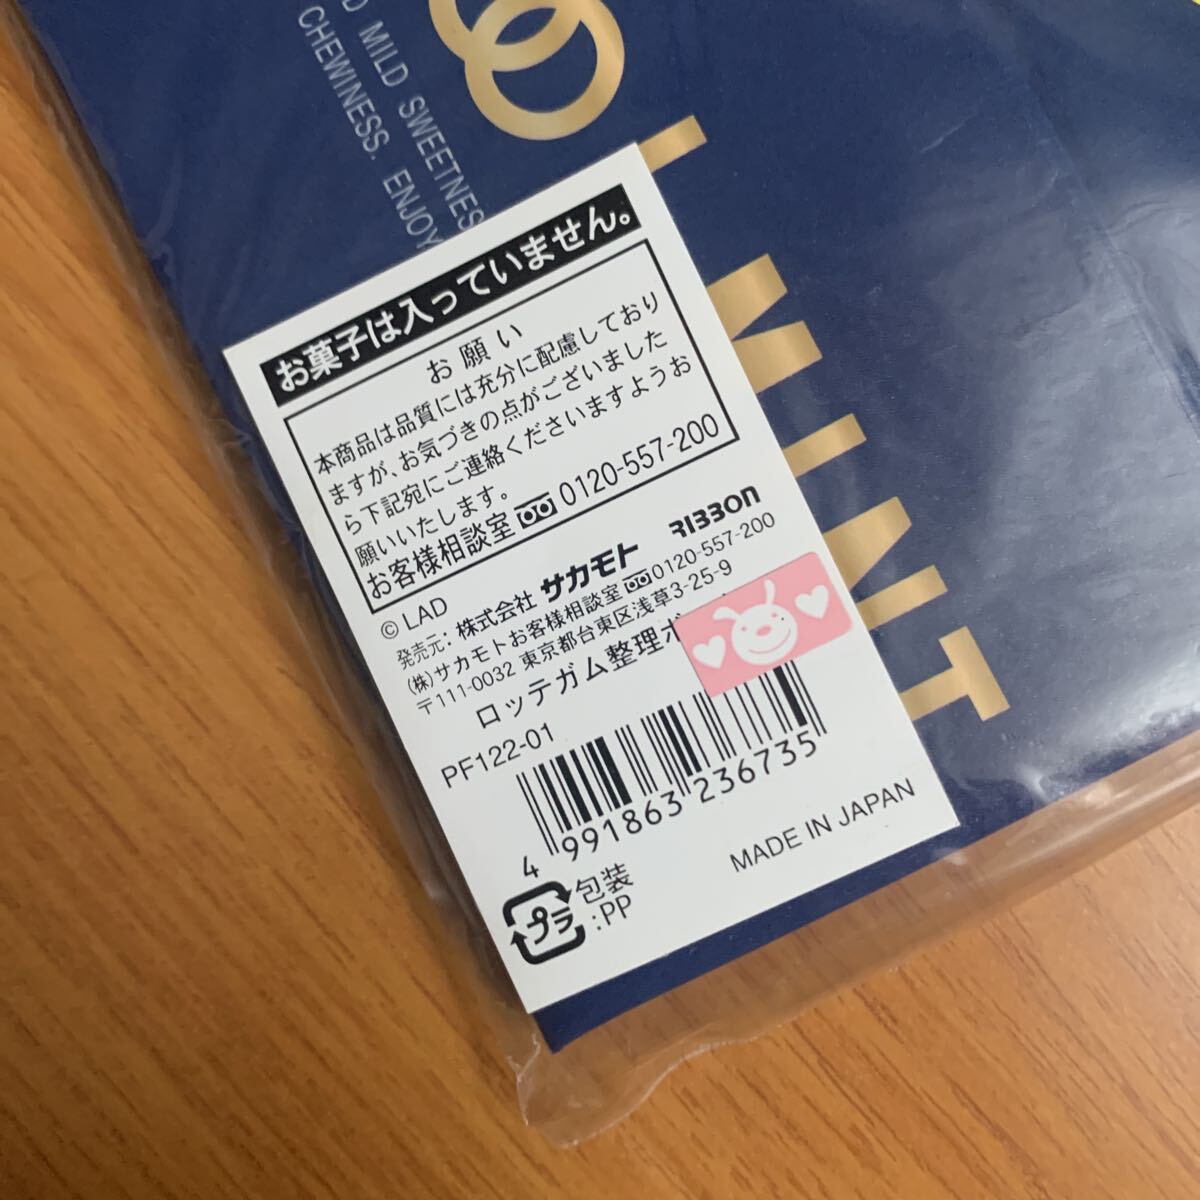 OOL MINT
D MILD SWEETNES
CHEWINESS. ENJOY
お菓子は入っていません。
お願い
本商品は品質には充分に配慮しており
ますが、お気づきの点がございました
ら下記宛にご連絡くださいますようお
願いいたします。
お客様相談室 0120-557-200
© LAD
発売元: 株式会社 サカモト RIBBON
(株)サカモトお客様相談室 0120-557-200
〒111-0032 東京都台東区浅草3-25-9
ロッテガム整理ボ
PF122-01
4 991863 236735
MADE IN JAPAN
プラ
包装
:PP